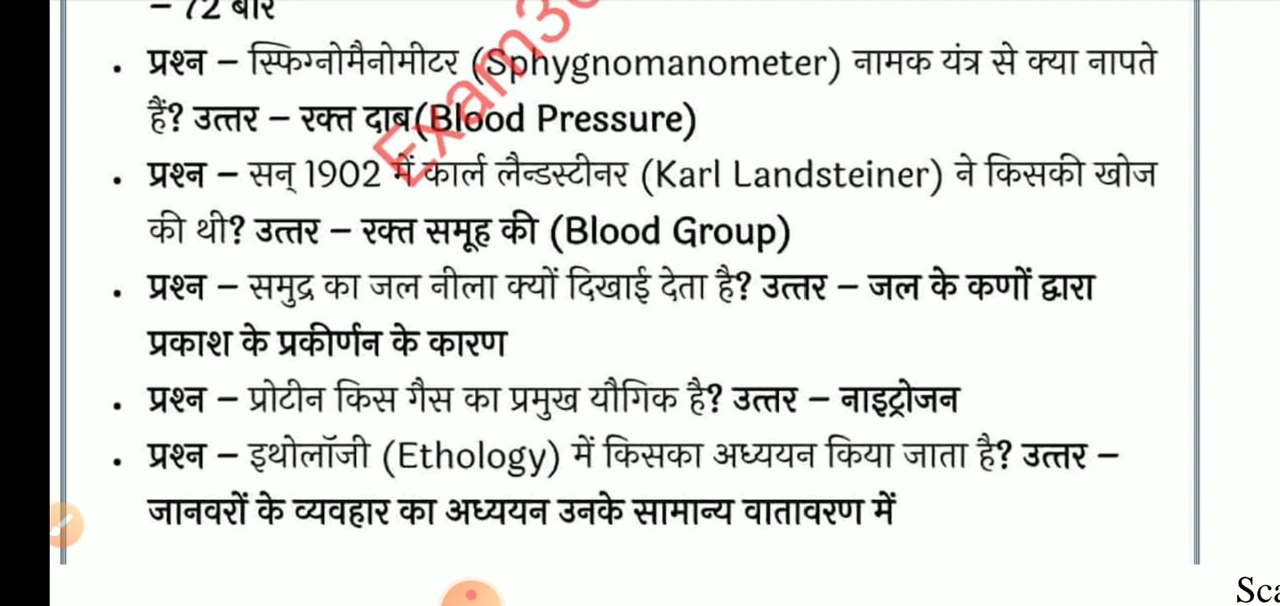 – 72 बार
• प्रश्न – स्फिग्नोमैनोमीटर (Sphygnomanometer) नामक यंत्र से क्या नापते
हैं? उत्तर – रक्त दाब(Blood Pressure)
• प्रश्न – सन् 1902 में कार्ल लैन्डस्टीनर (Karl Landsteiner) ने किसकी खोज
की थी? उत्तर – रक्त समूह की (Blood Group)
• प्रश्न – समुद्र का जल नीला क्यों दिखाई देता है? उत्तर – जल के कणों द्वारा
प्रकाश के प्रकीर्णन के कारण
• प्रश्न – प्रोटीन किस गैस का प्रमुख यौगिक है? उत्तर – नाइट्रोजन
• प्रश्न – इथोलॉजी (Ethology) में किसका अध्ययन किया जाता है? उत्तर –
जानवरों के व्यवहार का अध्ययन उनके सामान्य वातावरण में